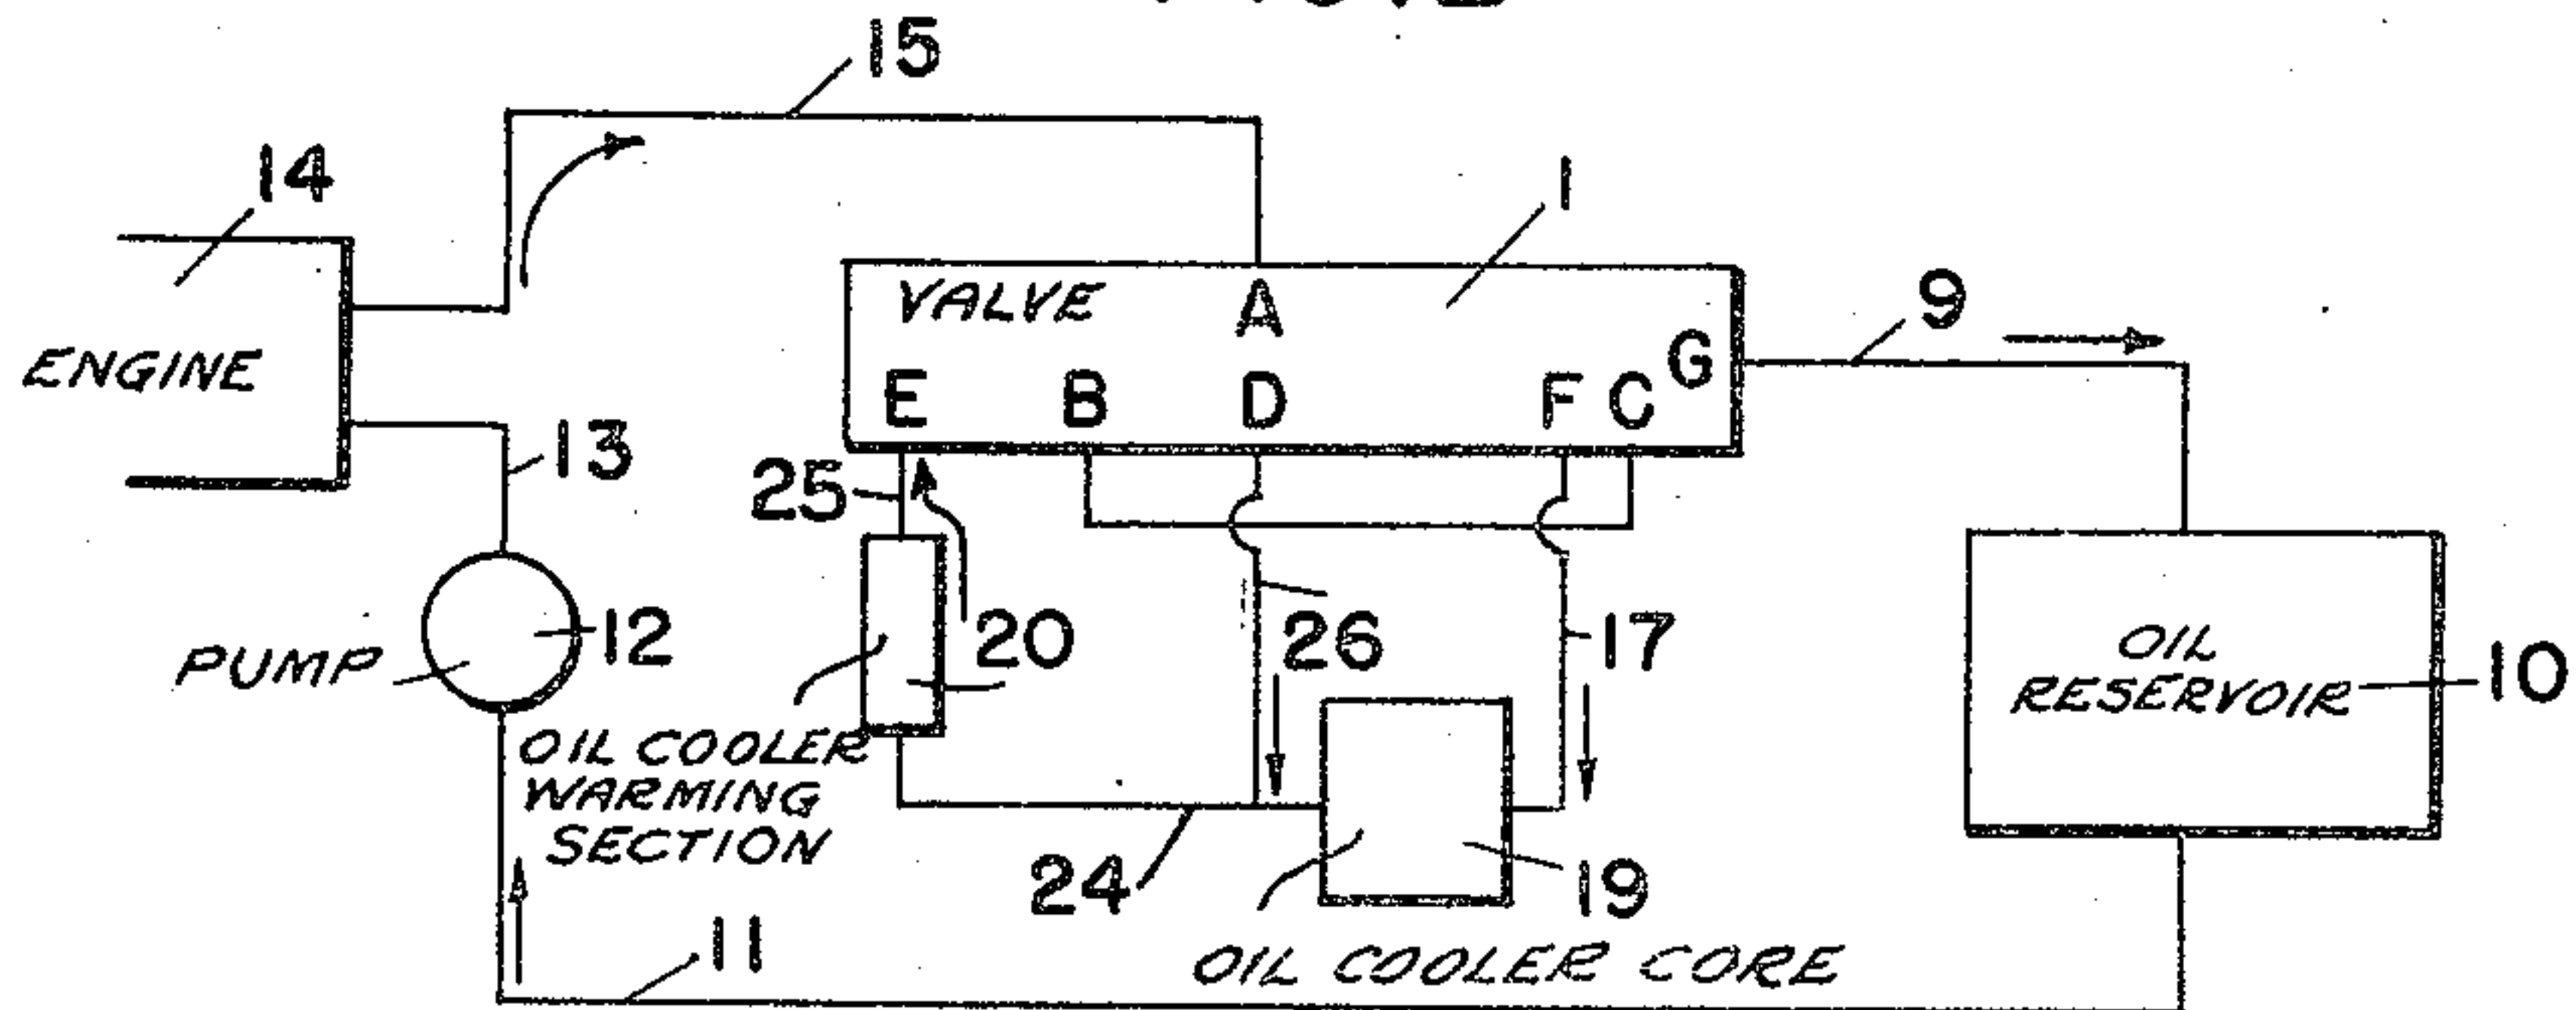 15
14
1
VALVE
A
9
G
ENGINE
E
B
D
F
C
13
25
12
PUMP
20
26
17
OIL
RESERVOIR
10
OIL COOLER
WARMING
SECTION
24
19
11
OIL COOLER CORE